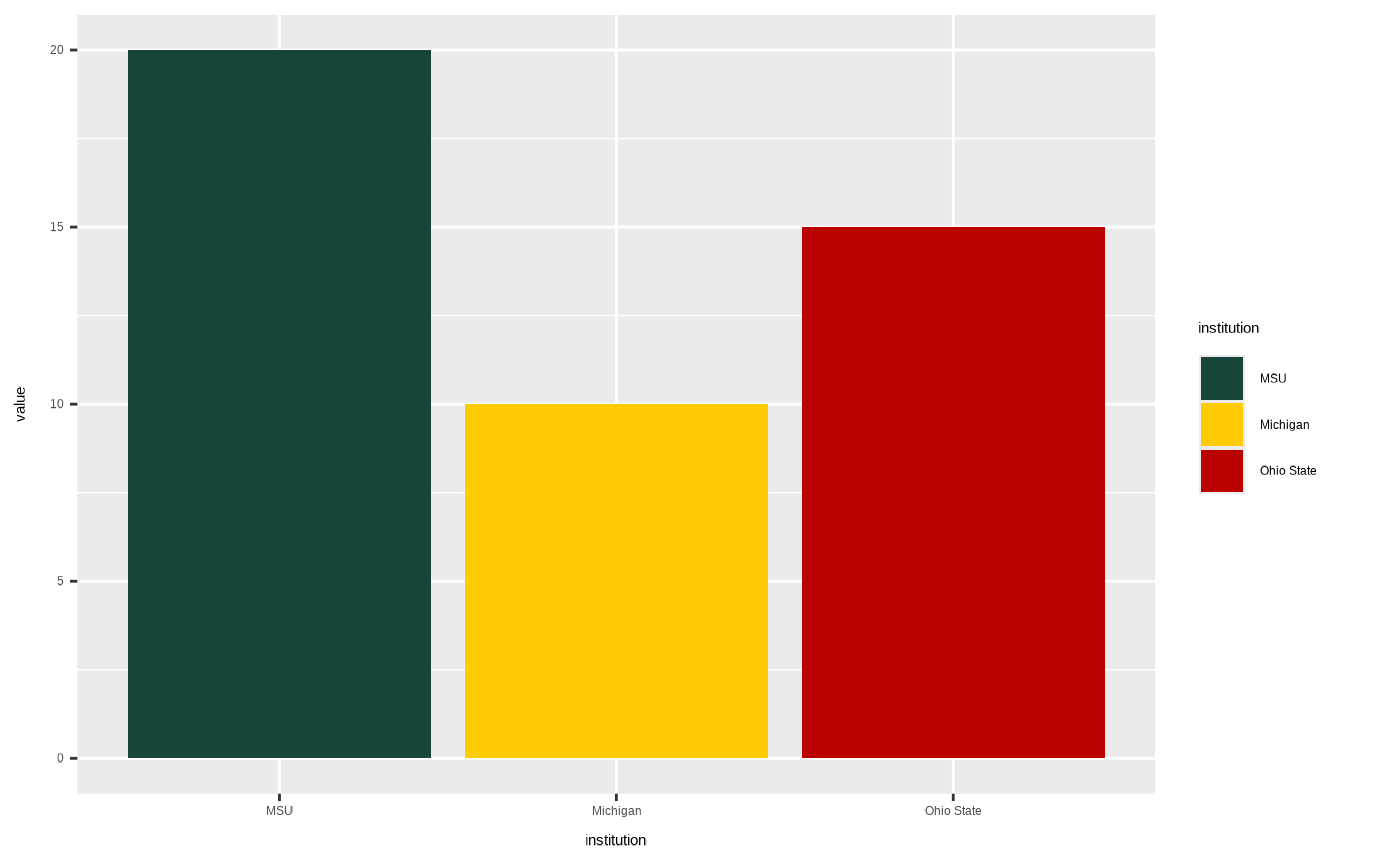 20
15
10
5
0
value
MSU
Michigan
Ohio State
institution
institution
MSU
Michigan
Ohio State